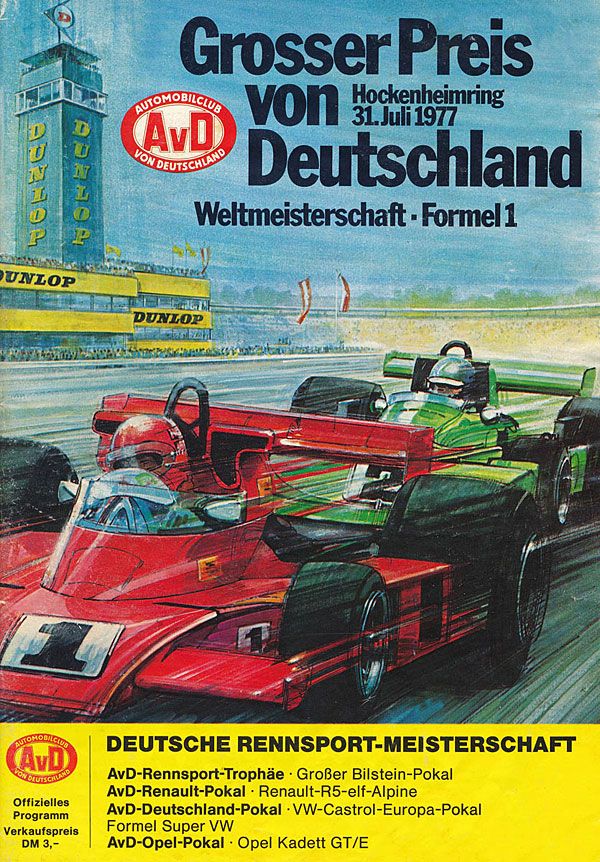 Grosser Preis
von Hockenheimring
31. Juli 1977
Deutschland
Weltmeisterschaft · Formel 1
AUTOMOBILCLUB
AvD
VON DEUTSCHLAND
D
DUNLOP
DUNLOP
DUNLOP
DUNLOP
1
1
AUTOMOBILCLUB
AvD
VON DEUTSCHLAND
Offizielles
Programm
Verkaufspreis
DM 3,-
DEUTSCHE RENNSPORT-MEISTERSCHAFT
AvD-Rennsport-Trophäe · Großer Bilstein-Pokal
AvD-Renault-Pokal · Renault-R5-elf-Alpine
AvD-Deutschland-Pokal · VW-Castrol-Europa-Pokal
Formel Super VW
AvD-Opel-Pokal · Opel Kadett GT/E